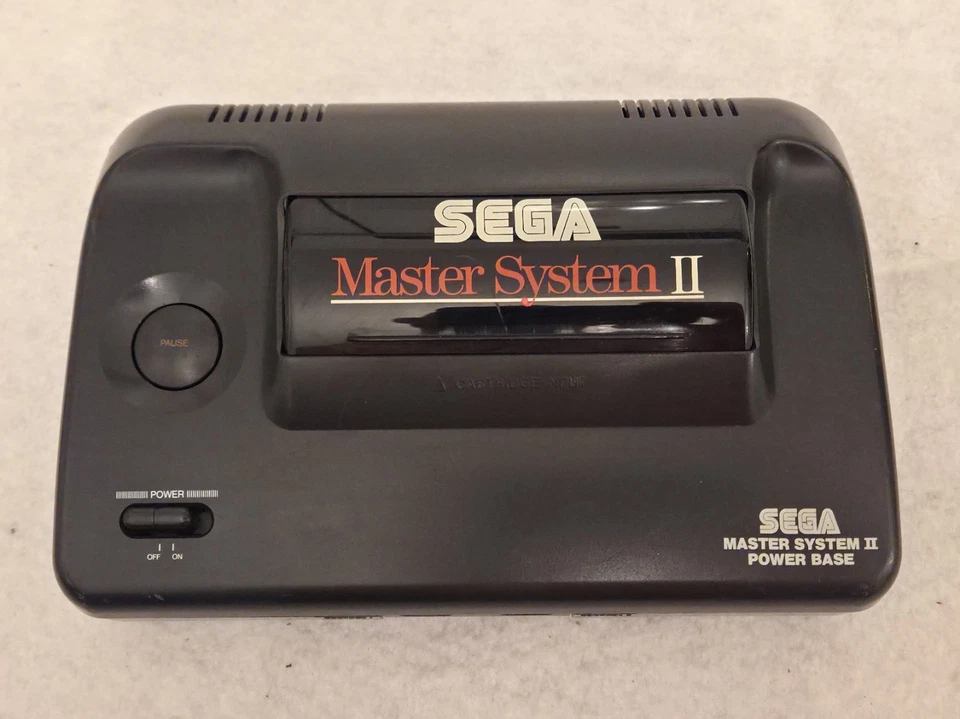 SEGA
Master System II
PAUSE
POWER
OFF ON
SEGA
MASTER SYSTEM II
POWER BASE